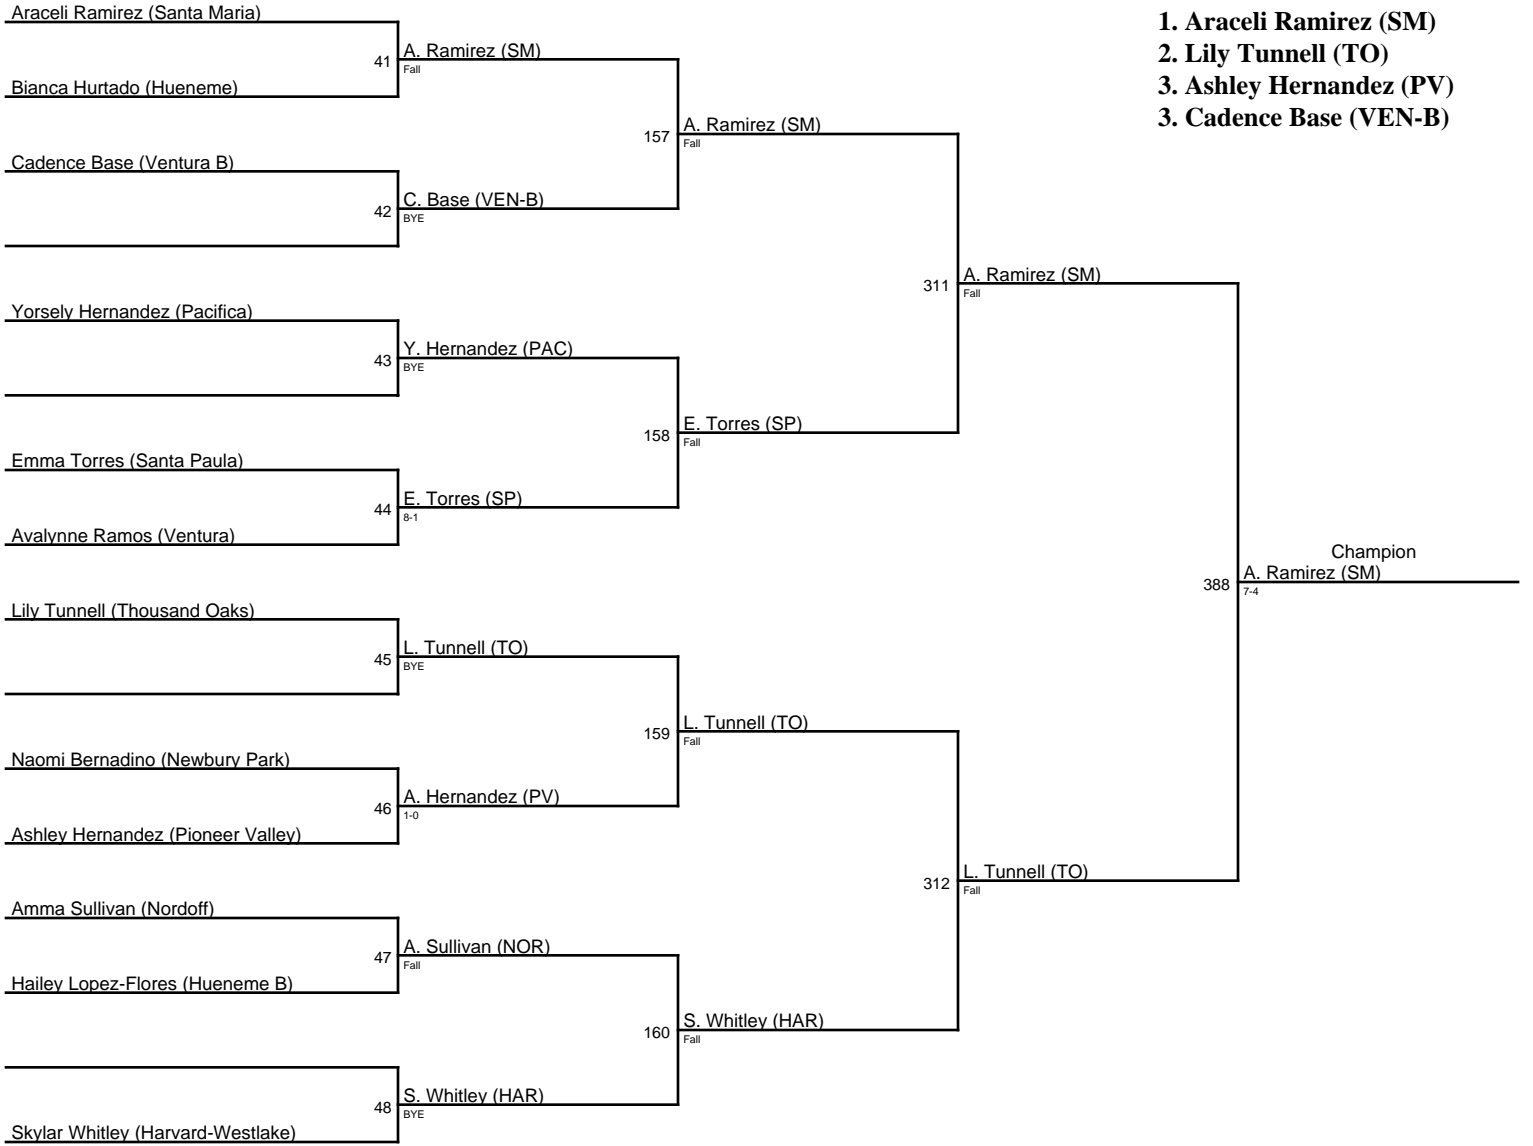 Araceli Ramirez (Santa Maria)
Bianca Hurtado (Hueneme)
Cadence Base (Ventura B)
Yorsely Hernandez (Pacifica)
Emma Torres (Santa Paula)
Avalynne Ramos (Ventura)
Lily Tunnell (Thousand Oaks)
Naomi Bernadino (Newbury Park)
Ashley Hernandez (Pioneer Valley)
Amma Sullivan (Nordoff)
Hailey Lopez-Flores (Hueneme B)
Skylar Whitley (Harvard-Westlake)
41 A. Ramirez (SM)
Fall
42 C. Base (VEN-B)
BYE
43 Y. Hernandez (PAC)
BYE
44 E. Torres (SP)
8-1
45 L. Tunnell (TO)
BYE
46 A. Hernandez (PV)
1-0
47 A. Sullivan (NOR)
Fall
48 S. Whitley (HAR)
BYE
157 A. Ramirez (SM)
Fall
158 E. Torres (SP)
Fall
159 L. Tunnell (TO)
Fall
160 S. Whitley (HAR)
Fall
311 A. Ramirez (SM)
Fall
312 L. Tunnell (TO)
Fall
Champion
388 A. Ramirez (SM)
7-4
1. Araceli Ramirez (SM)
2. Lily Tunnell (TO)
3. Ashley Hernandez (PV)
3. Cadence Base (VEN-B)